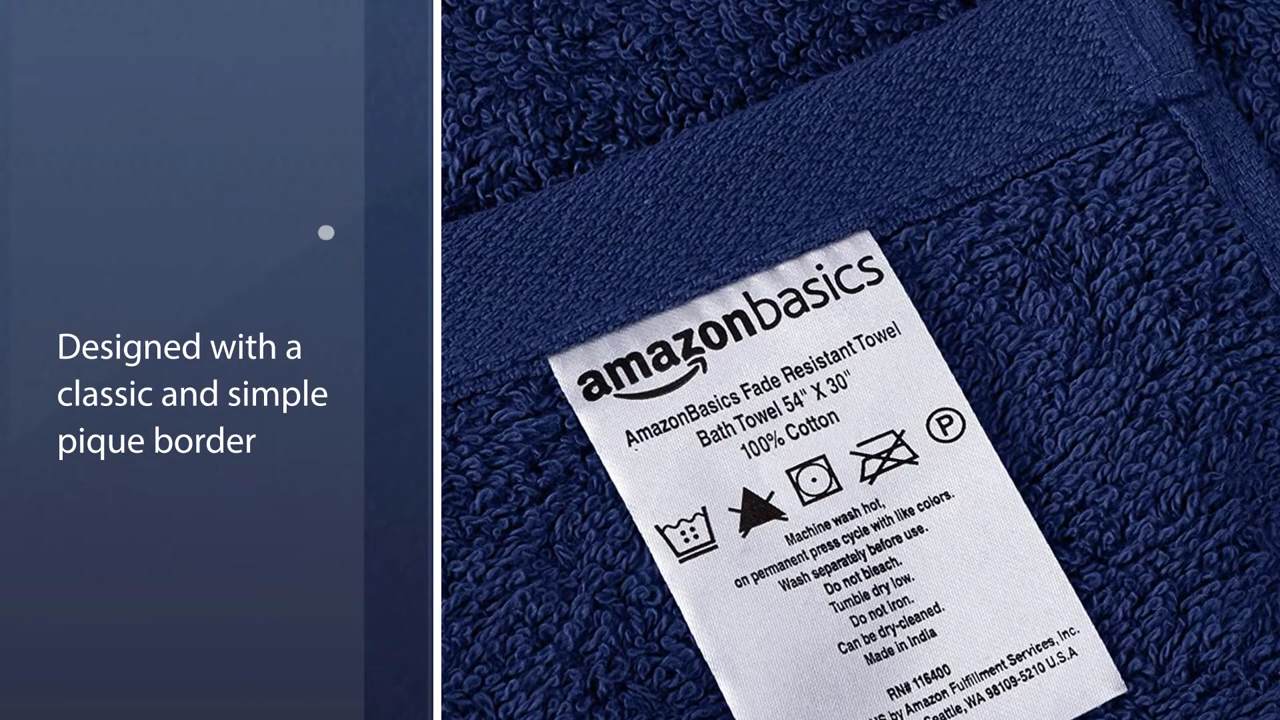 Designed with a
classic and simple
pique border
amazonbasics
AmazonBasics Fade Resistant Towel
Bath Towel 54" X 30"
100% Cotton
P
Machine wash hot,
on permanent press cycle with like colors.
Wash separately before use.
Do not bleach.
Tumble dry low.
Do not Iron.
Can be dry-cleaned.
Made in India
RN# 116400
by Amazon Fulfillment Services, Inc.
Seattle, WA 98109-5210 U.S.A